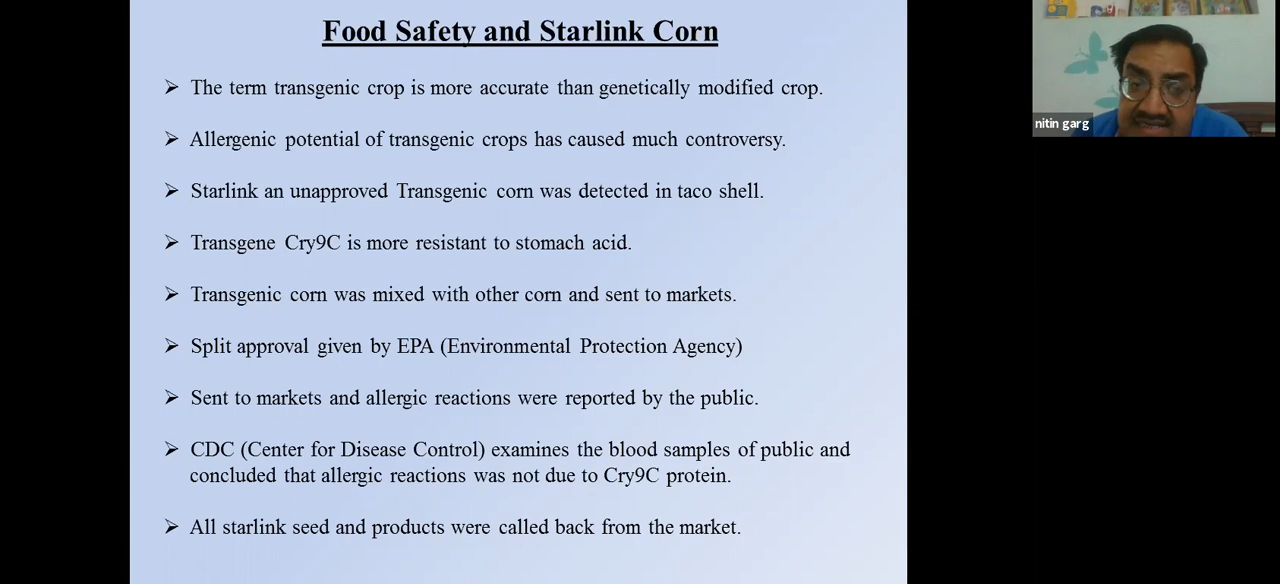 Food Safety and Starlink Corn
➢ The term transgenic crop is more accurate than genetically modified crop.
➢ Allergenic potential of transgenic crops has caused much controversy.
➢ Starlink an unapproved Transgenic corn was detected in taco shell.
➢ Transgene Cry9C is more resistant to stomach acid.
➢ Transgenic corn was mixed with other corn and sent to markets.
➢ Split approval given by EPA (Environmental Protection Agency)
➢ Sent to markets and allergic reactions were reported by the public.
➢ CDC (Center for Disease Control) examines the blood samples of public and
concluded that allergic reactions was not due to Cry9C protein.
➢ All starlink seed and products were called back from the market.
nitin garg